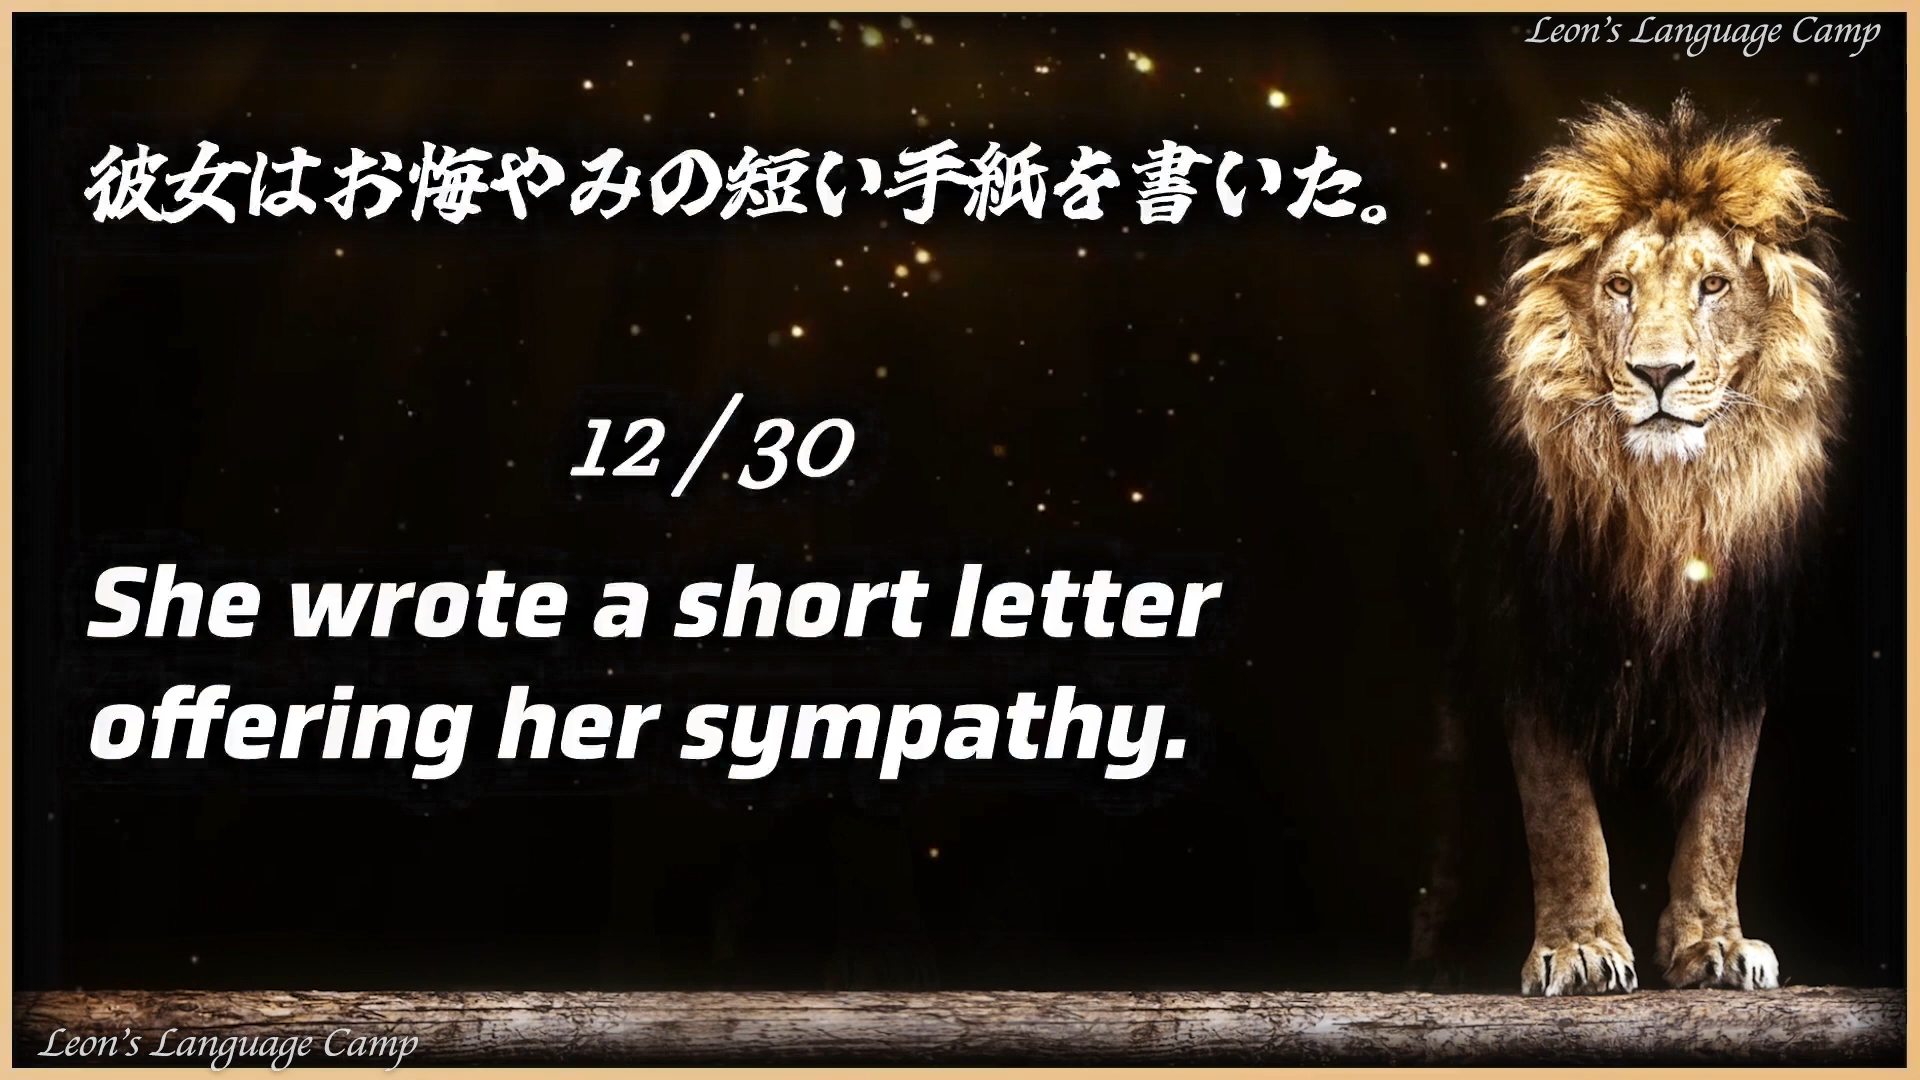 Leon's Language Camp
彼女はお悔やみの短い手紙を書いた。
12/30
She wrote a short letter
offering her sympathy.
Leon's Language Camp